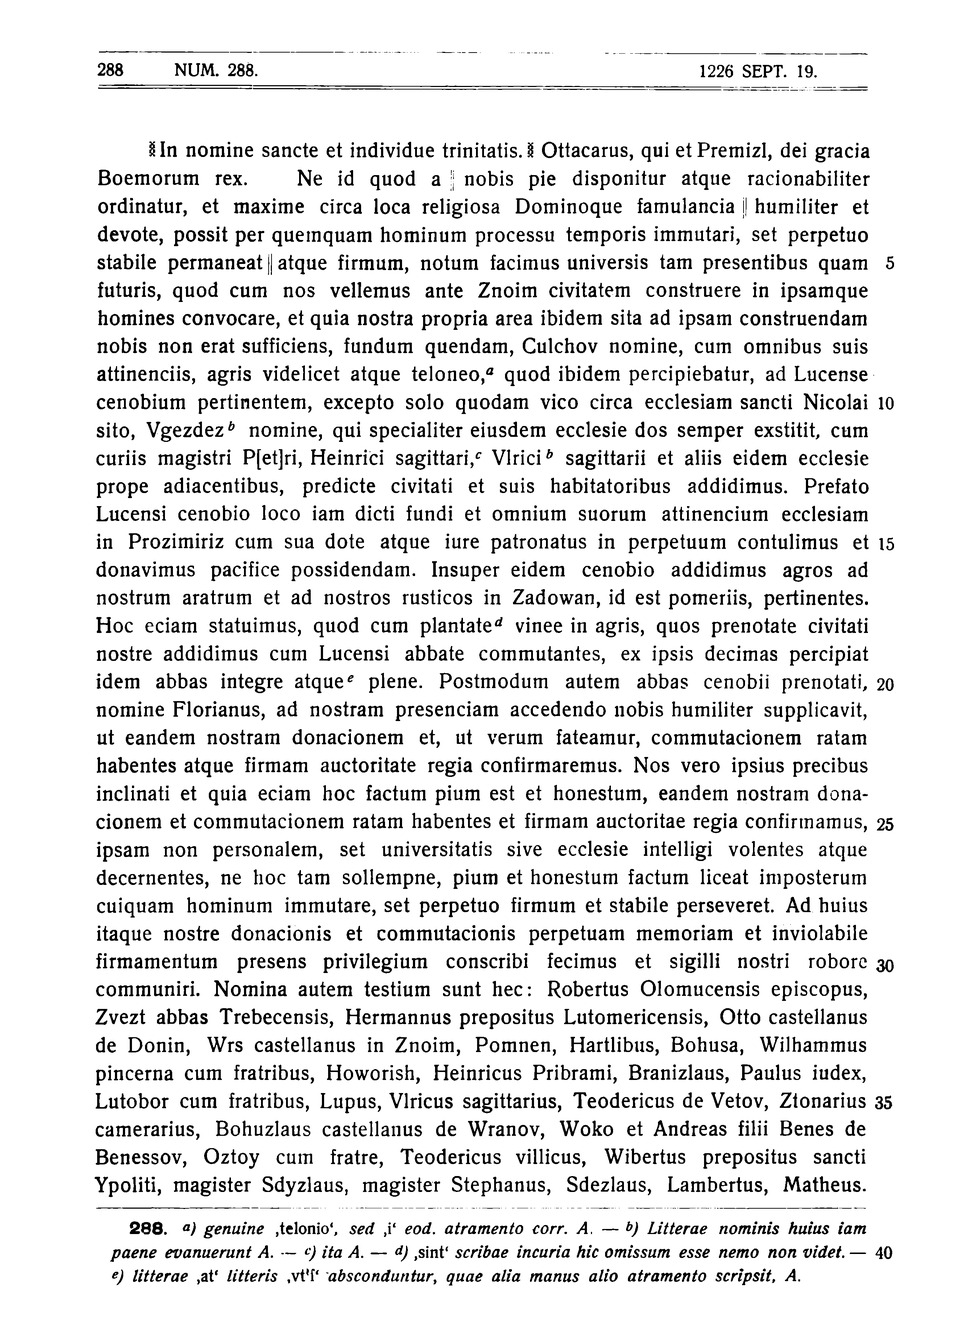 288 NUM. 288. 1226 SEPT. 19.
※In nomine sancte et individue trinitatis.※ Ottacarus, qui et Premizl, dei gracia
Boemorum rex. Ne id quod a || nobis pie disponitur atque racionabiliter
ordinatur, et maxime circa loca religiosa Dominoque famulancia || humiliter et
devote, possit per quemquam hominum processu temporis immutari, set perpetuo
stabile permaneat || atque firmum, notum facimus universis tam presentibus quam 5
futuris, quod cum nos vellemus ante Znoim civitatem construere in ipsamque
homines convocare, et quia nostra propria area ibidem sita ad ipsam construendam
nobis non erat sufficiens, fundum quendam, Culchov nomine, cum omnibus suis
attinenciis, agris videlicet atque teloneo,a quod ibidem percipiebatur, ad Lucense
cenobium pertinentem, excepto solo quodam vico circa ecclesiam sancti Nicolai 10
sito, Vgezdez b nomine, qui specialiter eiusdem ecclesie dos semper exstitit, cum
curiis magistri P[et]ri, Heinrici sagittari,c Vlrici b sagittarii et aliis eidem ecclesie
prope adiacentibus, predicte civitati et suis habitatoribus addidimus. Prefato
Lucensi cenobio loco iam dicti fundi et omnium suorum attinencium ecclesiam
in Prozimiriz cum sua dote atque iure patronatus in perpetuum contulimus et 15
donavimus pacifice possidendam. Insuper eidem cenobio addidimus agros ad
nostrum aratrum et ad nostros rusticos in Zadowan, id est pomeriis, pertinentes.
Hoc eciam statuimus, quod cum plantate d vinee in agris, quos prenotate civitati
nostre addidimus cum Lucensi abbate commutantes, ex ipsis decimas percipiat
idem abbas integre atque e plene. Postmodum autem abbas cenobii prenotati, 20
nomine Florianus, ad nostram presenciam accedendo nobis humiliter supplicavit,
ut eandem nostram donacionem et, ut verum fateamur, commutacionem ratam
habentes atque firmam auctoritate regia confirmaremus. Nos vero ipsius precibus
inclinati et quia eciam hoc factum pium est et honestum, eandem nostram dona-
cionem et commutacionem ratam habentes et firmam auctoritae regia confirmamus, 25
ipsam non personalem, set universitatis sive ecclesie intelligi volentes atque
decernentes, ne hoc tam sollempne, pium et honestum factum liceat imposterum
cuiquam hominum immutare, set perpetuo firmum et stabile perseveret. Ad huius
itaque nostre donacionis et commutacionis perpetuam memoriam et inviolabile
firmamentum presens privilegium conscribi fecimus et sigilli nostri robore 30
communiri. Nomina autem testium sunt hec: Robertus Olomucensis episcopus,
Zvezt abbas Trebecensis, Hermannus prepositus Lutomericensis, Otto castellanus
de Donin, Wrs castellanus in Znoim, Pomnen, Hartlibus, Bohusa, Wilhammus
pincerna cum fratribus, Howorish, Heinricus Pribrami, Branizlaus, Paulus iudex,
Lutobor cum fratribus, Lupus, Vlricus sagittarius, Teodericus de Vetov, Ztonarius 35
camerarius, Bohuzlaus castellanus de Wranov, Woko et Andreas filii Benes de
Benessov, Oztoy cum fratre, Teodericus villicus, Wibertus prepositus sancti
Ypoliti, magister Sdyzlaus, magister Stephanus, Sdezlaus, Lambertus, Matheus.
288. a) genuine ‚telonio‘, sed ‚i‘ eod. atramento corr. A. — b) Litterae nominis huius iam
paene evanuerunt A. — c) ita A. — d) ‚sint‘ scribae incuria hic omissum esse nemo non videt. — 40
e) litterae ‚at‘ litteris ‚vt'ſ‘ absconduntur, quae alia manus alio atramento scripsit, A.